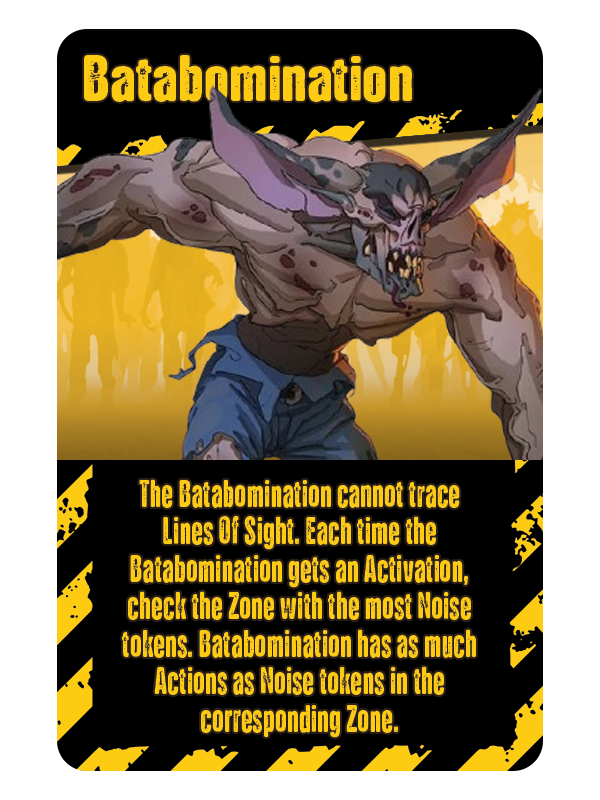 Batabomination
The Batabomination cannot trace
Lines Of Sight. Each time the
Batabomination gets an Activation,
check the Zone with the most Noise
tokens. Batabomination has as much
Actions as Noise tokens in the
corresponding Zone.